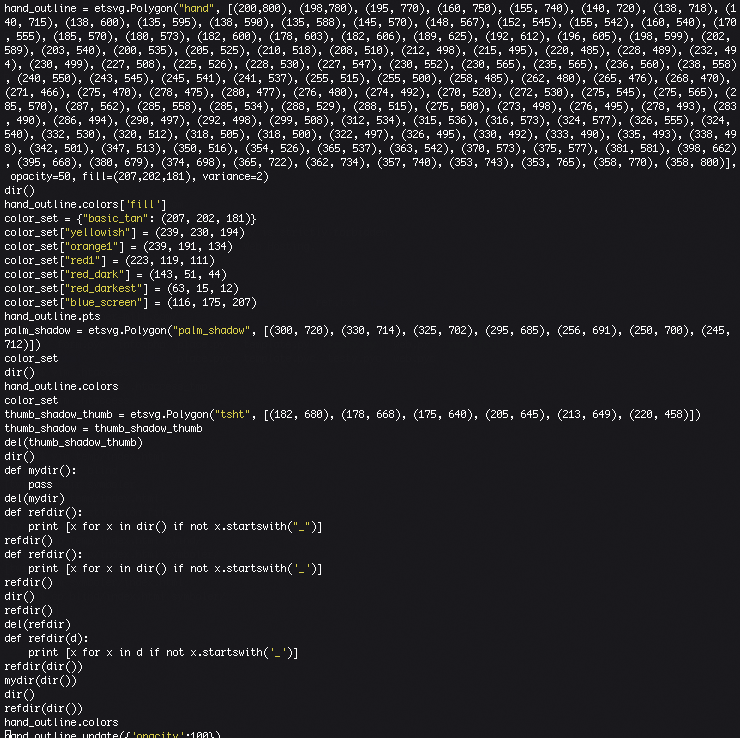 hand_outline = etsvg.Polygon("hand", [(200,800), (198,780), (195, 770), (160, 750), (155, 740), (140, 720), (138, 718), (1
40, 715), (138, 600), (135, 595), (138, 590), (135, 588), (145, 570), (148, 567), (152, 545), (155, 542), (160, 540), (170
, 555), (185, 570), (180, 573), (182, 600), (178, 603), (182, 606), (189, 625), (192, 612), (196, 605), (198, 599), (202,
589), (203, 540), (200, 535), (205, 525), (210, 518), (208, 510), (212, 498), (215, 495), (220, 485), (228, 489), (232, 49
4), (230, 499), (227, 508), (225, 526), (228, 530), (227, 547), (230, 552), (230, 565), (235, 565), (236, 560), (238, 558)
, (240, 550), (243, 545), (245, 541), (241, 537), (255, 515), (255, 500), (258, 485), (262, 480), (265, 476), (268, 470),
(271, 466), (275, 470), (278, 475), (280, 477), (276, 480), (274, 492), (270, 520), (272, 530), (275, 545), (275, 565), (2
85, 570), (287, 562), (285, 558), (285, 534), (288, 529), (288, 515), (275, 500), (273, 498), (276, 495), (278, 493), (283
, 490), (286, 494), (290, 497), (292, 498), (299, 508), (312, 534), (315, 536), (316, 573), (324, 577), (326, 555), (324,
540), (332, 530), (320, 512), (318, 505), (318, 500), (322, 497), (326, 495), (330, 492), (333, 490), (335, 493), (338, 49
8), (342, 501), (347, 513), (350, 516), (354, 526), (365, 537), (363, 542), (370, 573), (375, 577), (381, 581), (398, 662)
, (395, 668), (380, 679), (374, 698), (365, 722), (362, 734), (357, 740), (353, 743), (353, 765), (358, 770), (358, 800)],
opacity=50, fill=(207,202,181), variance=2)
dir()
hand_outline.colors['fill']
color_set = {"basic_tan": (207, 202, 181)}
color_set["yellowish"] = (239, 230, 194)
color_set["orange1"] = (239, 191, 134)
color_set["red1"] = (223, 119, 111)
color_set["red_dark"] = (143, 51, 44)
color_set["red_darkest"] = (63, 15, 12)
color_set["blue_screen"] = (116, 175, 207)
hand_outline.pts
palm_shadow = etsvg.Polygon("palm_shadow", [(300, 720), (330, 714), (325, 702), (295, 685), (256, 691), (250, 700), (245,
712)])
color_set
dir()
hand_outline.colors
color_set
thumb_shadow_thumb = etsvg.Polygon("tsht", [(182, 680), (178, 668), (175, 640), (205, 645), (213, 649), (220, 458)])
thumb_shadow = thumb_shadow_thumb
del(thumb_shadow_thumb)
dir()
def mydir():
    pass
del(mydir)
def refdir():
    print [x for x in dir() if not x.startswith("_")]
refdir()
def refdir():
    print [x for x in dir() if not x.startswith('_')]
refdir()
dir()
refdir()
del(refdir)
def refdir(d):
    print [x for x in d if not x.startswith('_')]
refdir(dir())
mydir(dir())
dir()
refdir(dir())
hand_outline.colors
hand_outline.update({'opacity':100})